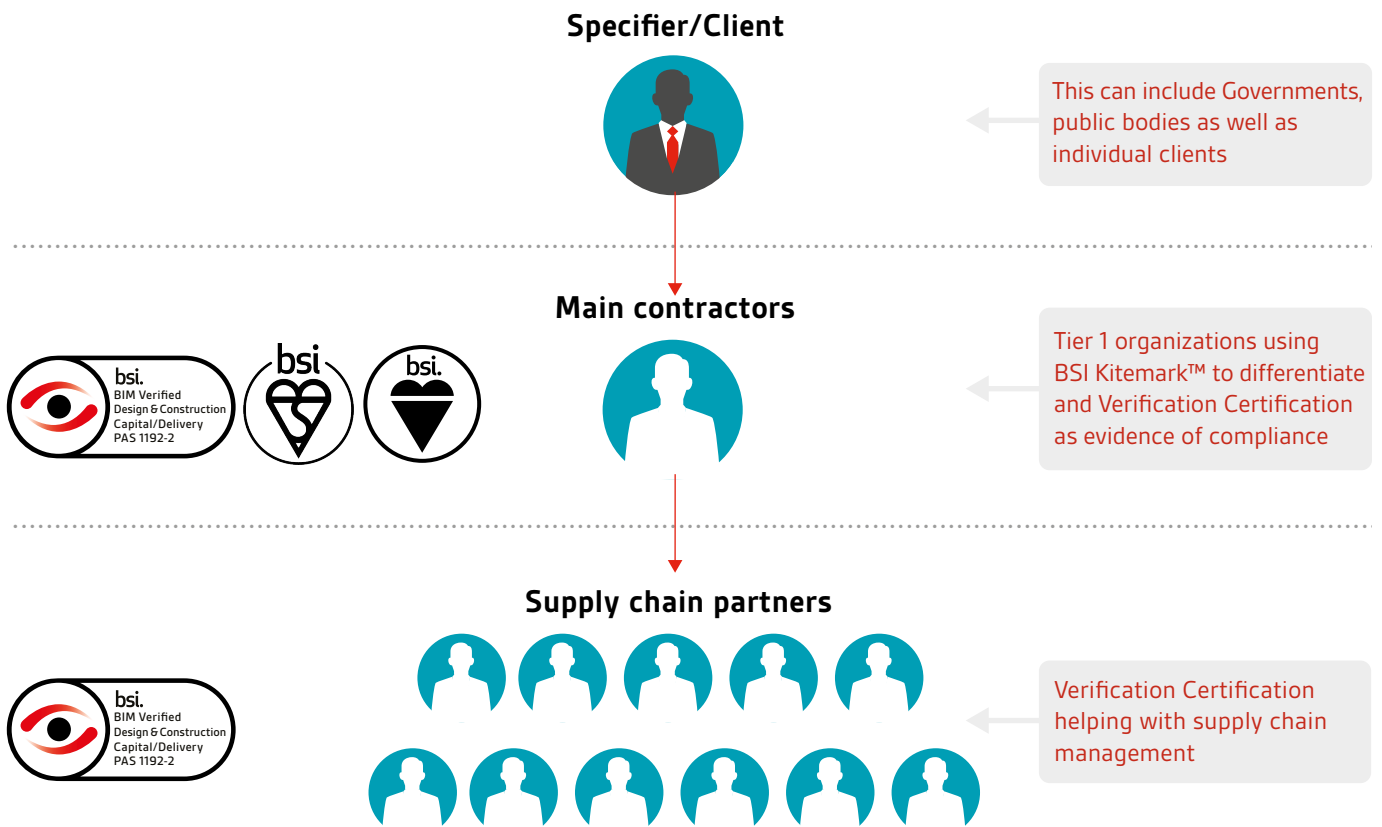 Specifier/Client
This can include Governments,
public bodies as well as
individual clients
Main contractors
bsi.
BIM Verified
Design & Construction
Capital/Delivery
PAS 1192-2
bsi
S
bsi.
Tier 1 organizations using
BSI Kitemark™ to differentiate
and Verification Certification
as evidence of compliance
Supply chain partners
bsi.
BIM Verified
Design & Construction
Capital/Delivery
PAS 1192-2
Verification Certification
helping with supply chain
management